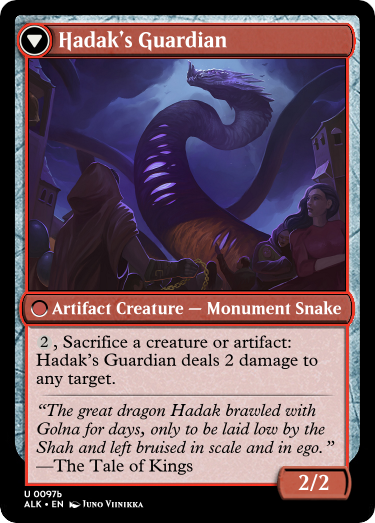 Hadak's Guardian
Artifact Creature — Monument Snake
2, Sacrifice a creature or artifact:
Hadak's Guardian deals 2 damage to
any target.
“The great dragon Hadak brawled with
Golna for days, only to be laid low by the
Shah and left bruised in scale and in ego.”
—The Tale of Kings
2/2
U 0097b
ALK • EN Juno Viinikka